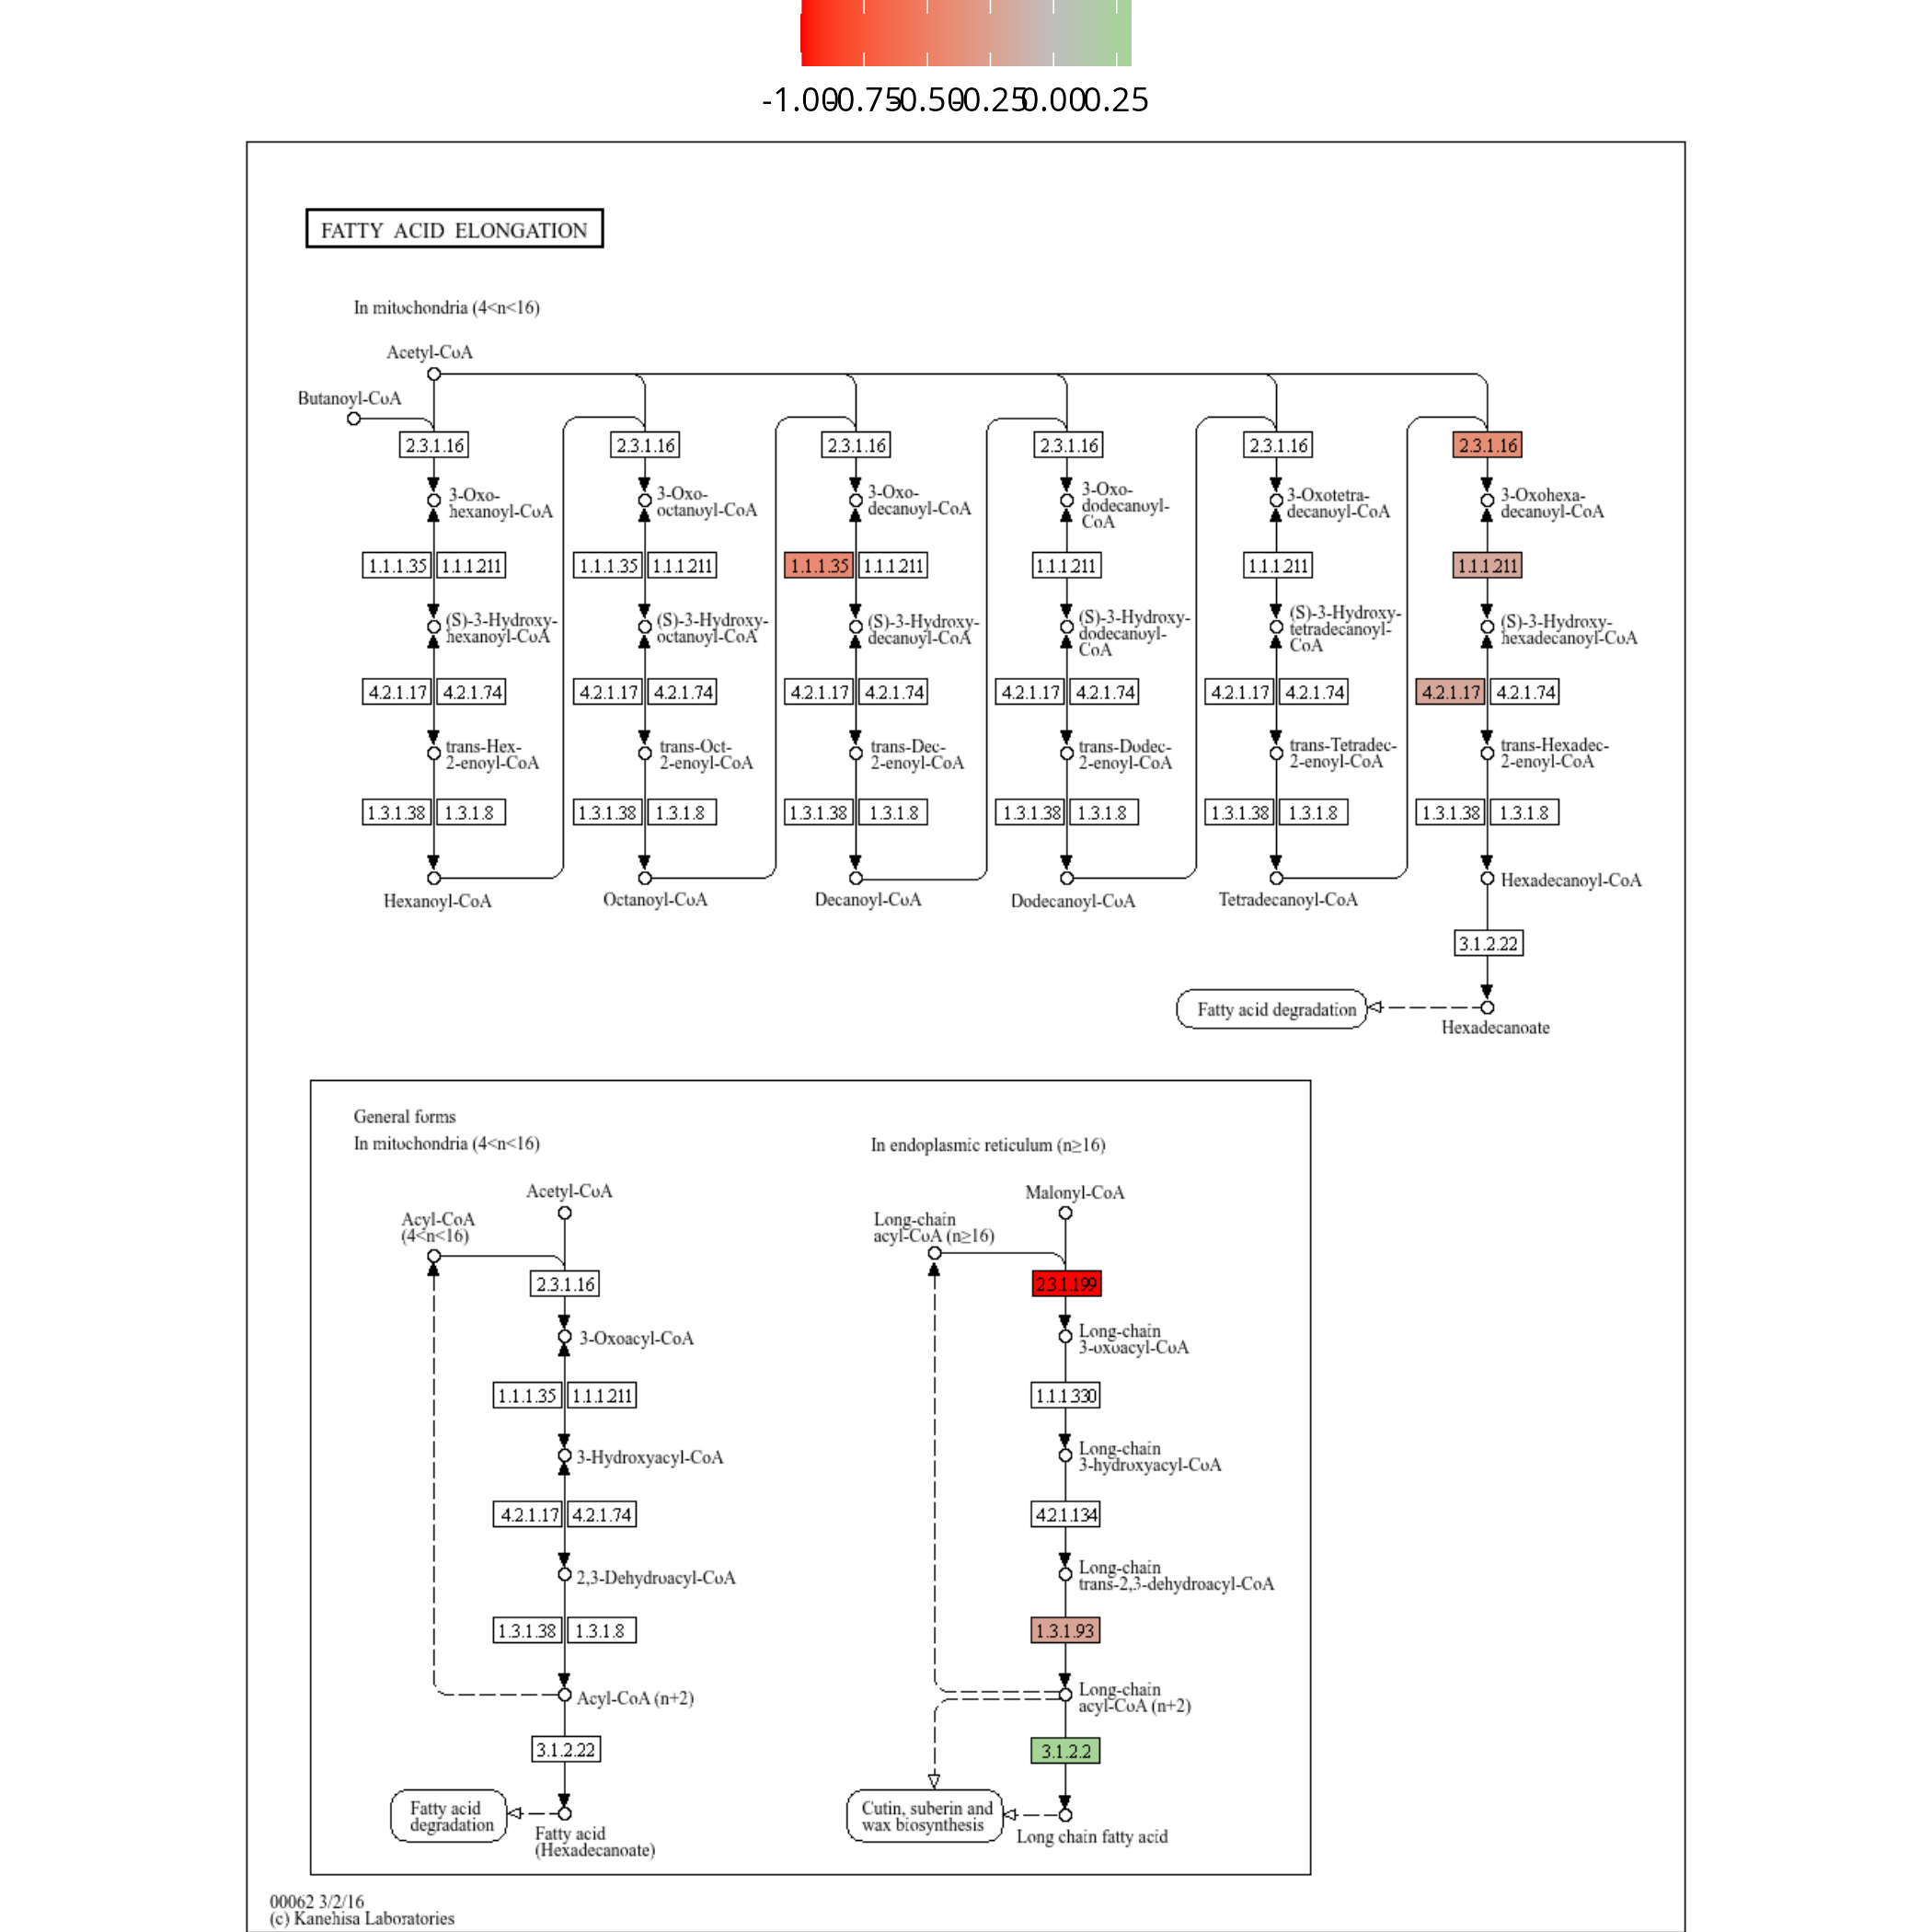 -1.00 -0.75 -0.50 -0.25 0.00 0.25
FATTY ACID ELONGATION
In mitochondria (4<n<16)
Acetyl-CoA
Butanoyl-CoA
2.3.1.16 2.3.1.16 2.3.1.16 2.3.1.16 2.3.1.16 2.3.1.16
3-Oxo-
hexanoyl-CoA
3-Oxo-
octanoyl-CoA
3-Oxo-
decanoyl-CoA
3-Oxo-
dodecanoyl-
CoA
3-Oxotetra-
decanoyl-CoA
3-Oxohexa-
decanoyl-CoA
1.1.1.35 1.1.1.211 1.1.1.35 1.1.1.211 1.1.1.35 1.1.1.211 1.1.1.211 1.1.1.211 1.1.1.211
(S)-3-Hydroxy-
hexanoyl-CoA
(S)-3-Hydroxy-
octanoyl-CoA
(S)-3-Hydroxy-
decanoyl-CoA
(S)-3-Hydroxy-
dodecanoyl-
CoA
(S)-3-Hydroxy-
tetradecanoyl-
CoA
(S)-3-Hydroxy-
hexadecanoyl-CoA
4.2.1.17 4.2.1.74 4.2.1.17 4.2.1.74 4.2.1.17 4.2.1.74 4.2.1.17 4.2.1.74 4.2.1.17 4.2.1.74 4.2.1.17 4.2.1.74
trans-Hex-
2-enoyl-CoA
trans-Oct-
2-enoyl-CoA
trans-Dec-
2-enoyl-CoA
trans-Dodec-
2-enoyl-CoA
trans-Tetradec-
2-enoyl-CoA
trans-Hexadec-
2-enoyl-CoA
1.3.1.38 1.3.1.8 1.3.1.38 1.3.1.8 1.3.1.38 1.3.1.8 1.3.1.38 1.3.1.8 1.3.1.38 1.3.1.8 1.3.1.38 1.3.1.8
Hexanoyl-CoA Octanoyl-CoA Decanoyl-CoA Dodecanoyl-CoA Tetradecanoyl-CoA Hexadecanoyl-CoA
3.1.2.22
Fatty acid degradation
Hexadecanoate
General forms
In mitochondria (4<n<16)
Acetyl-CoA
Acyl-CoA
(4<n<16)
2.3.1.16
3-Oxoacyl-CoA
1.1.1.35 1.1.1.211
3-Hydroxyacyl-CoA
4.2.1.17 4.2.1.74
2,3-Dehydroacyl-CoA
1.3.1.38 1.3.1.8
Acyl-CoA (n+2)
3.1.2.22
Fatty acid
degradation
Fatty acid
(Hexadecanoate)
In endoplasmic reticulum (n≥16)
Malonyl-CoA
Long-chain
acyl-CoA (n≥16)
2.3.1.199
Long-chain
3-oxoacyl-CoA
1.1.1.330
Long-chain
3-hydroxyacyl-CoA
4.2.1.134
Long-chain
trans-2,3-dehydroacyl-CoA
1.3.1.93
Long-chain
acyl-CoA (n+2)
3.1.2.2
Cutin, suberin and
wax biosynthesis
Long chain fatty acid
00062 3/2/16
(c) Kanehisa Laboratories